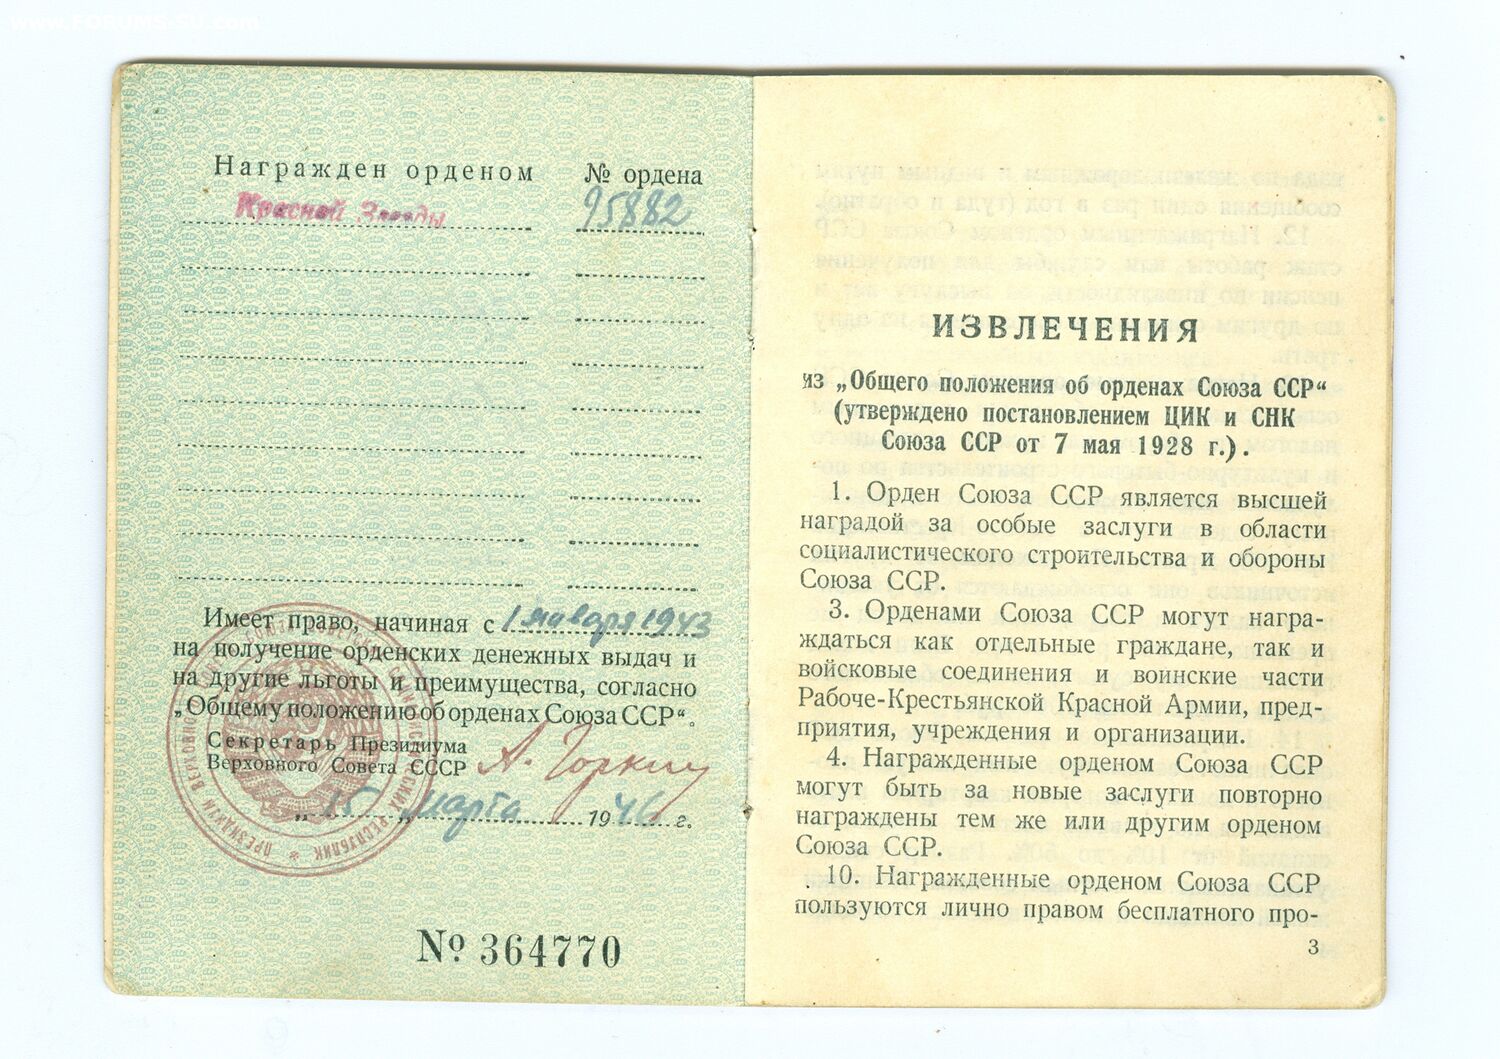 www.FORUMS-SU.com
Награжден орденом
№ ордена
Красной Звезды
95882
Имеет право, начиная с 1 января 1943
на получение орденских денежных выдач и
на другие льготы и преимущества, согласно
„Общему положению об орденах Союза ССР“.
Секретарь Президиума
Верховного Совета СССР
А. Горкин
„15 марта 1946 г.
№ 364770
ИЗВЛЕЧЕНИЯ
из „Общего положения об орденах Союза ССР“
(утверждено постановлением ЦИК и СНК
Союза ССР от 7 мая 1928 г.).
1. Орден Союза ССР является высшей
наградой за особые заслуги в области
социалистического строительства и обороны
Союза ССР.
3. Орденами Союза ССР могут награ-
ждаться как отдельные граждане, так и
войсковые соединения и воинские части
Рабоче-Крестьянской Красной Армии, пред-
приятия, учреждения и организации.
4. Награжденные орденом Союза ССР
могут быть за новые заслуги повторно
награждены тем же или другим орденом
Союза ССР.
10. Награжденные орденом Союза ССР
пользуются лично правом бесплатного про-
3